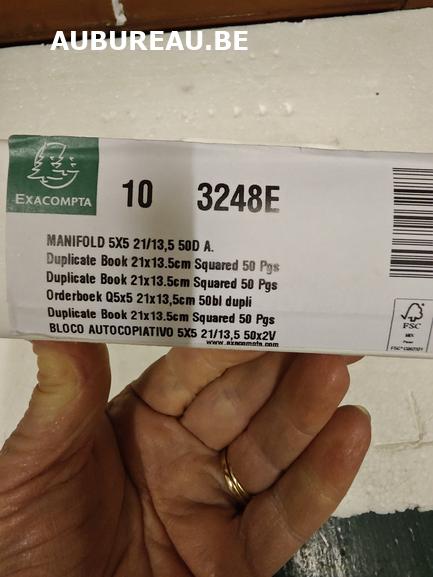 AUBUREAU.BE
EXACOMPTA
10 3248E
MANIFOLD 5X5 21/13,5 50D A.
Duplicate Book 21x13.5cm Squared 50 Pgs
Duplicate Book 21x13.5cm Squared 50 Pgs
Orderboek Q5x5 21x13,5cm 50bl dupli
Duplicate Book 21x13.5cm Squared 50 Pgs
BLOCO AUTOCOPIATIVO 5X5 21/13,5 50x2V
www.exacompta.com
FSC
MIX
Paper